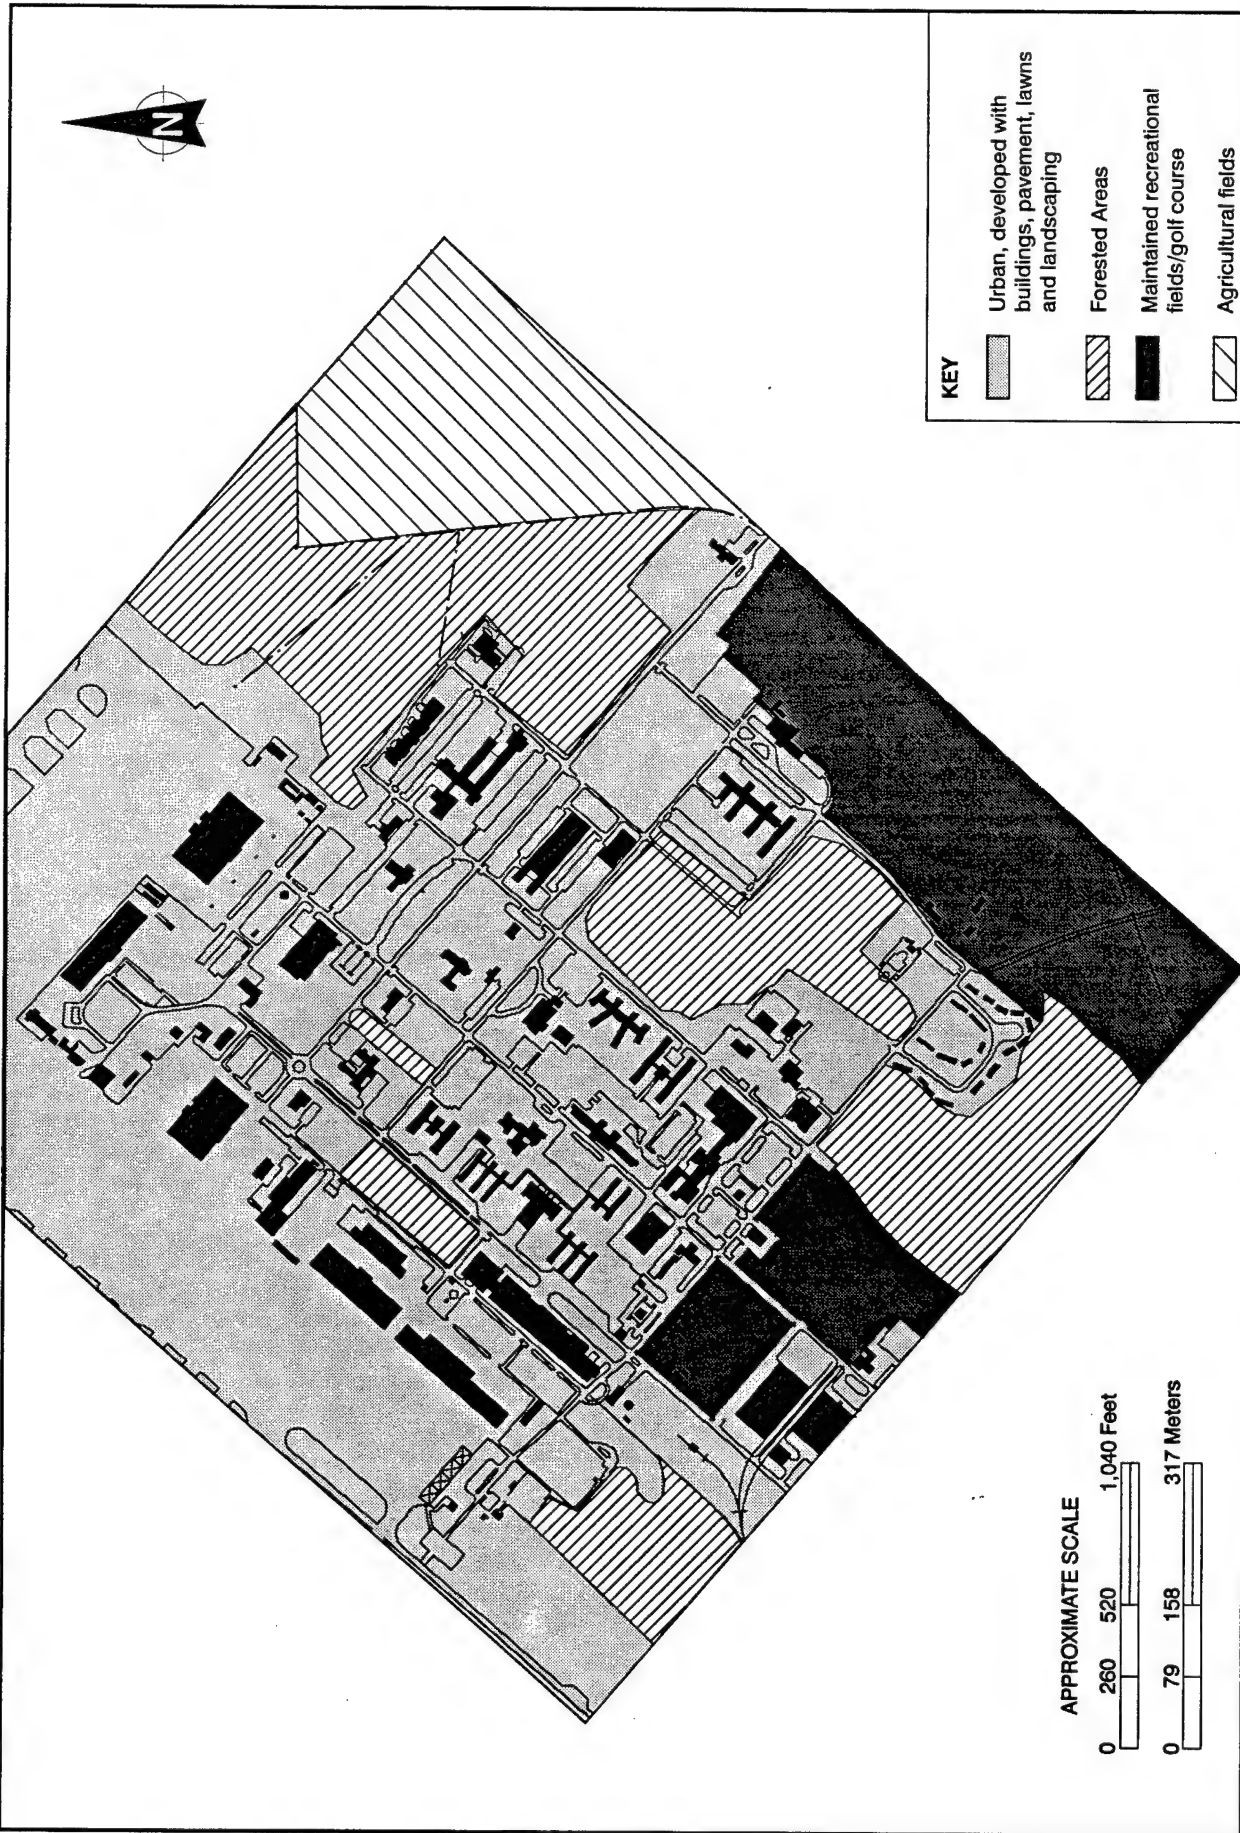 N
KEY
Urban, developed with
buildings, pavement, lawns
and landscaping
Forested Areas
Maintained recreational
fields/golf course
Agricultural fields
APPROXIMATE SCALE
0 260 520 1,040 Feet
0 79 158 317 Meters